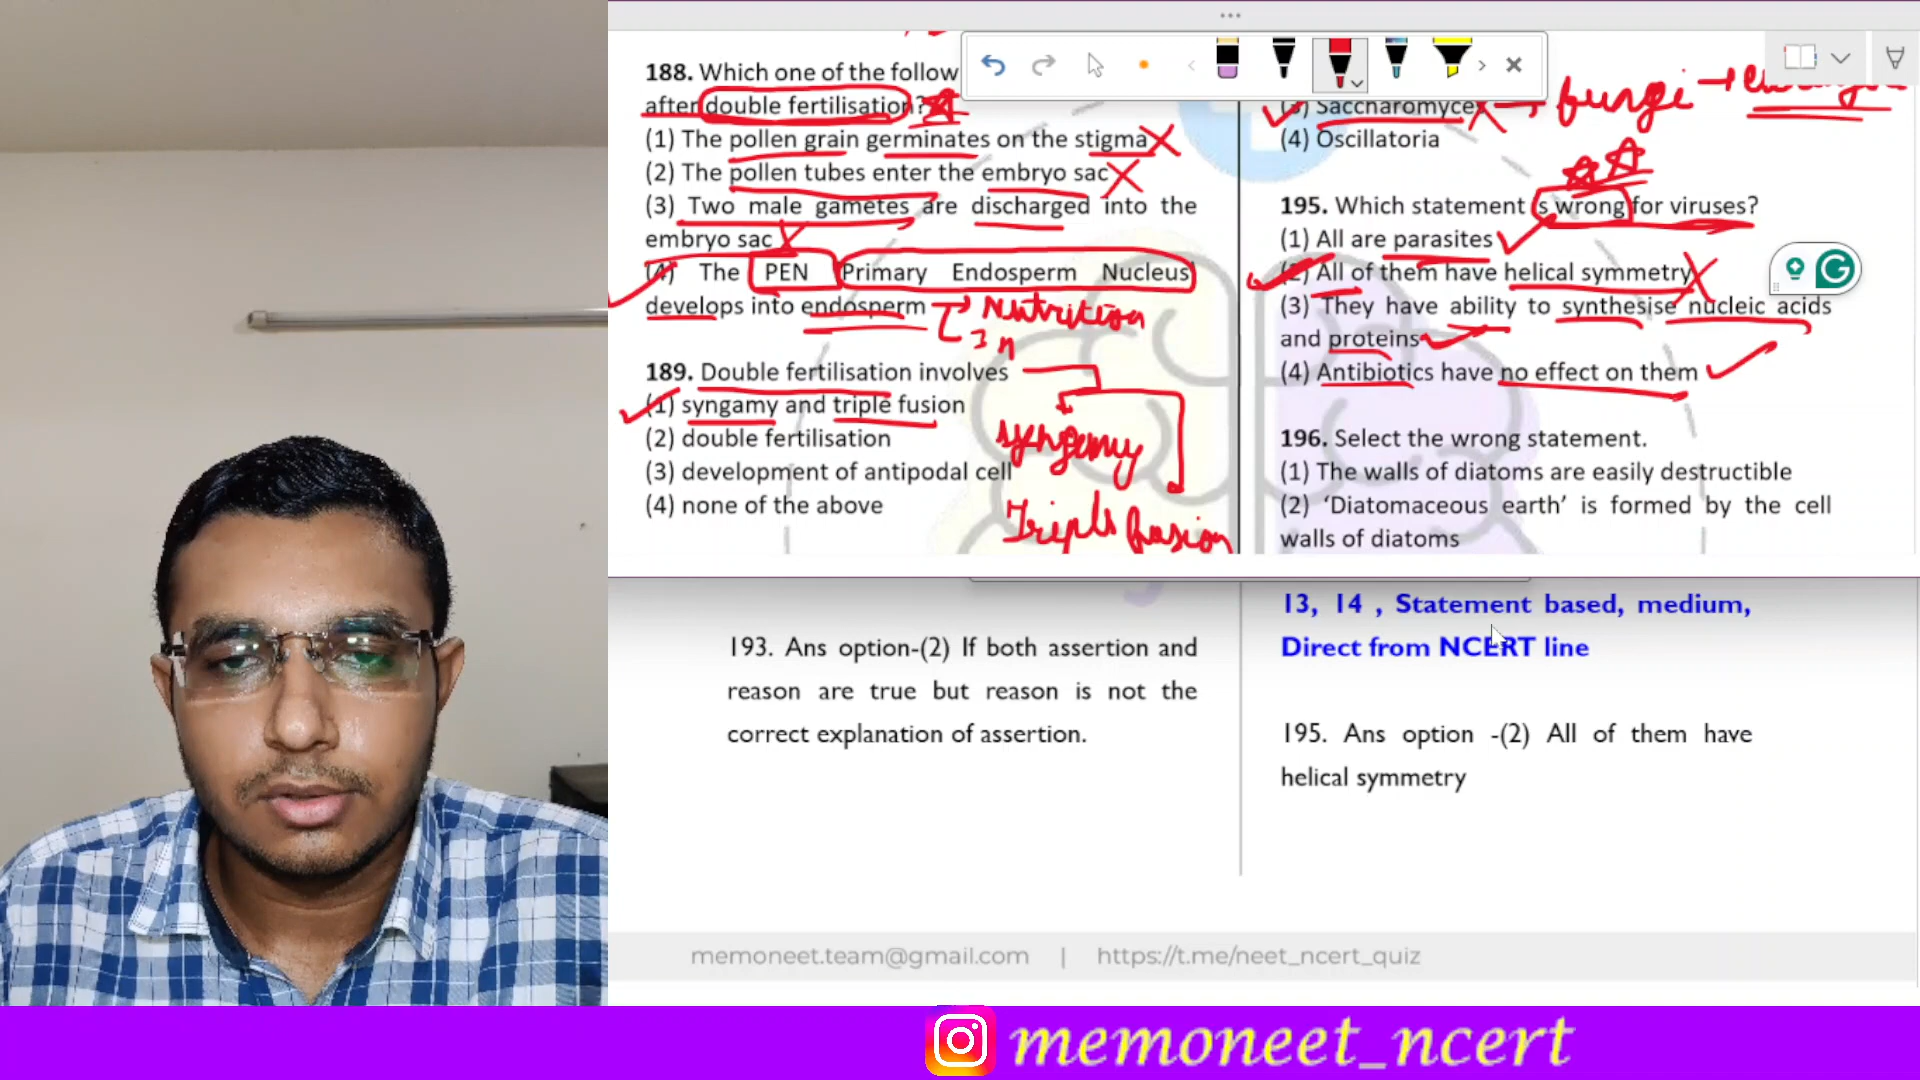 188. Which one of the follow
after double fertilisation?
(1) The pollen grain germinates on the stigma
(2) The pollen tubes enter the embryo sac
(3) Two male gametes are discharged into the
embryo sac
(4) The PEN Primary Endosperm Nucleus
develops into endosperm
Nutrition
3n
189. Double fertilisation involves
(1) syngamy and triple fusion
(2) double fertilisation
(3) development of antipodal cell
(4) none of the above
syngamy
Triple fusion
(3) Saccharomyces
fungi
(4) Oscillatoria
195. Which statement is wrong for viruses?
(1) All are parasites
(2) All of them have helical symmetry
(3) They have ability to synthesise nucleic acids
and proteins
(4) Antibiotics have no effect on them
196. Select the wrong statement.
(1) The walls of diatoms are easily destructible
(2) ‘Diatomaceous earth’ is formed by the cell
walls of diatoms
193. Ans option-(2) If both assertion and
reason are true but reason is not the
correct explanation of assertion.
13, 14 , Statement based, medium,
Direct from NCERT line
195. Ans option -(2) All of them have
helical symmetry
memoneet.team@gmail.com | https://t.me/neet_ncert_quiz
memoneet_ncert